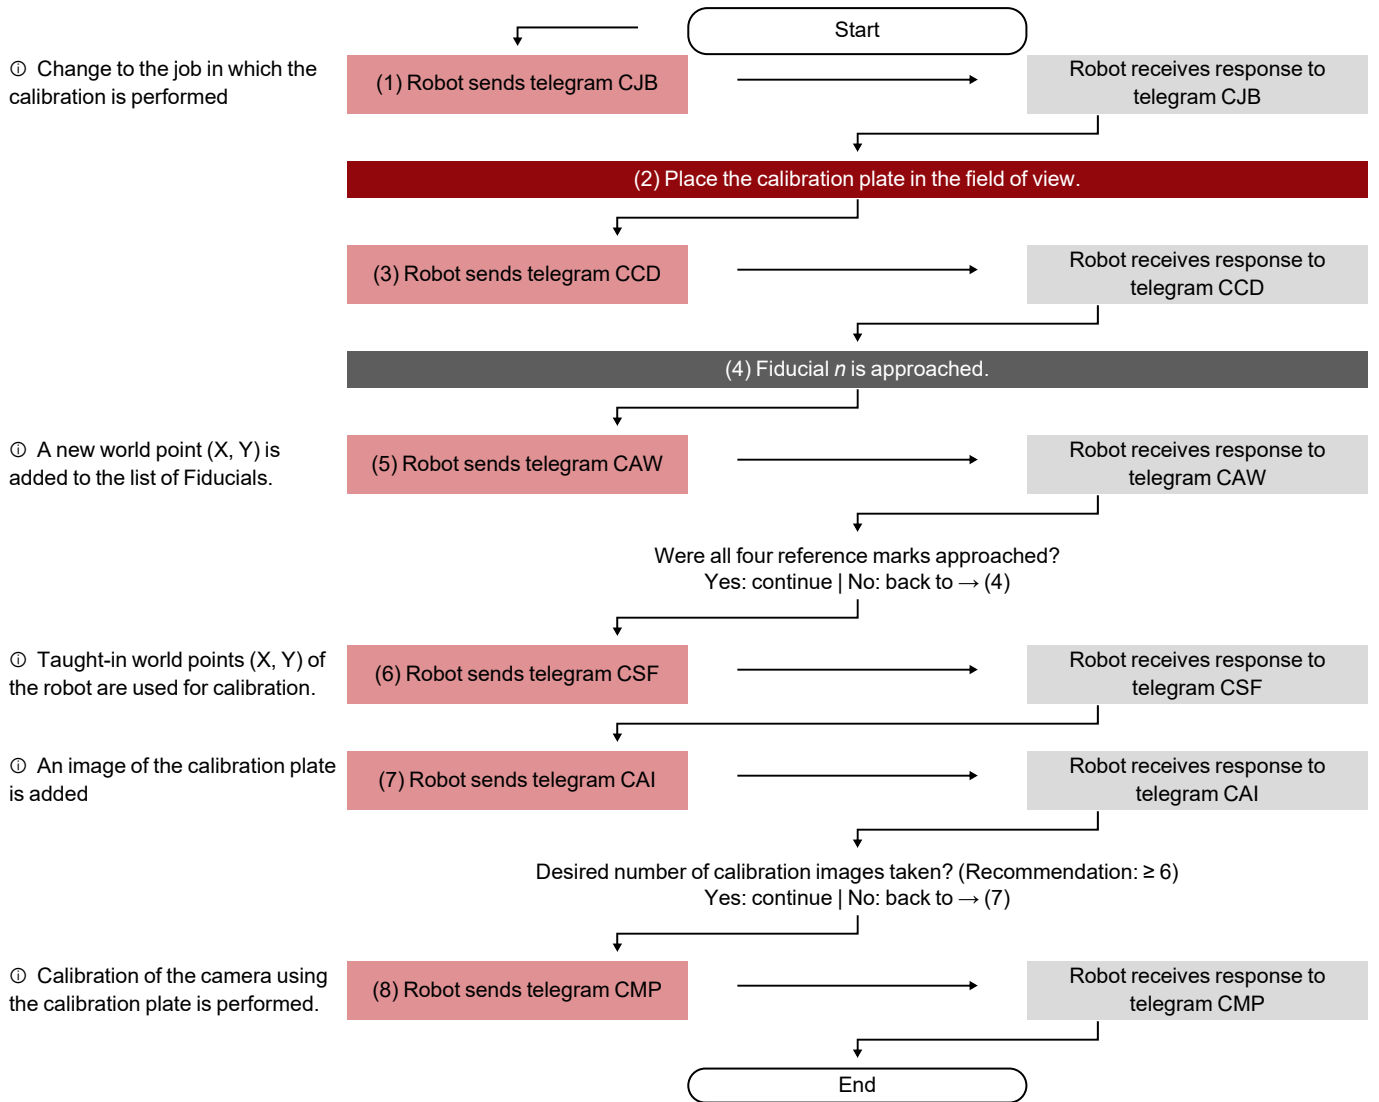 Start
ⓘ Change to the job in which the
calibration is performed
(1) Robot sends telegram CJB
Robot receives response to
telegram CJB
(2) Place the calibration plate in the field of view.
(3) Robot sends telegram CCD
Robot receives response to
telegram CCD
(4) Fiducial n is approached.
ⓘ A new world point (X, Y) is
added to the list of Fiducials.
(5) Robot sends telegram CAW
Robot receives response to
telegram CAW
Were all four reference marks approached?
Yes: continue | No: back to → (4)
ⓘ Taught-in world points (X, Y) of
the robot are used for calibration.
(6) Robot sends telegram CSF
Robot receives response to
telegram CSF
ⓘ An image of the calibration plate
is added
(7) Robot sends telegram CAI
Robot receives response to
telegram CAI
Desired number of calibration images taken? (Recommendation: ≥ 6)
Yes: continue | No: back to → (7)
ⓘ Calibration of the camera using
the calibration plate is performed.
(8) Robot sends telegram CMP
Robot receives response to
telegram CMP
End